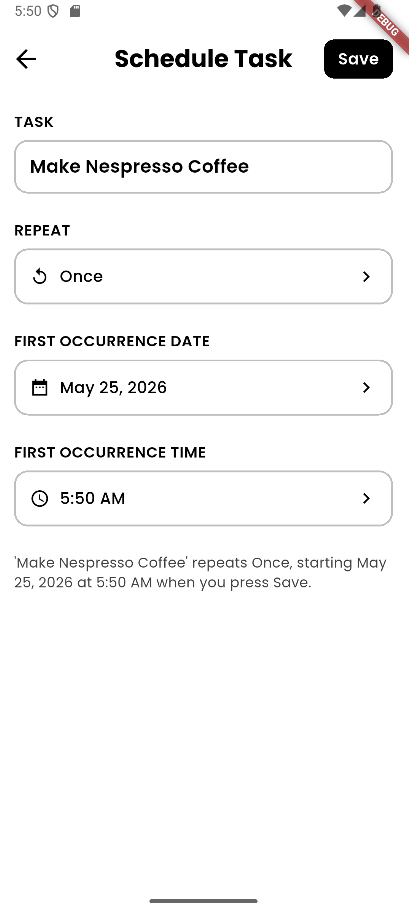 5:50
DEBUG
Schedule Task
Save
TASK
Make Nespresso Coffee
REPEAT
Once
FIRST OCCURRENCE DATE
May 25, 2026
FIRST OCCURRENCE TIME
5:50 AM
'Make Nespresso Coffee' repeats Once, starting May
25, 2026 at 5:50 AM when you press Save.